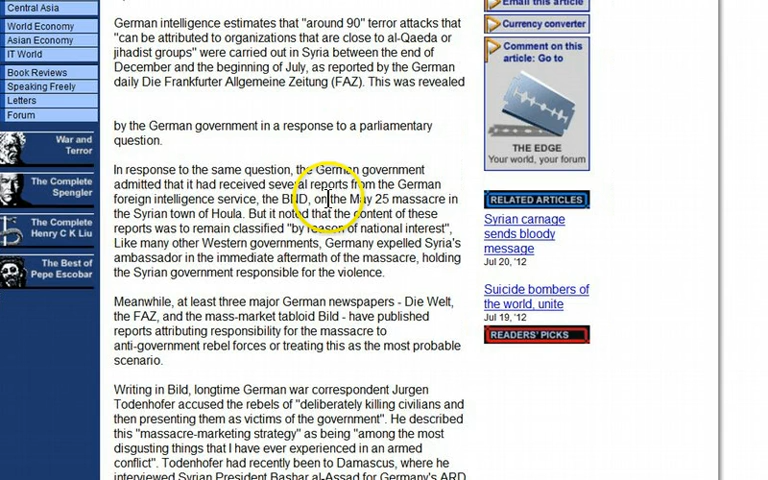 Central Asia
World Economy
Asian Economy
IT World
Book Reviews
Speaking Freely
Letters
Forum
War and
Terror
The Complete
Spengler
The Complete
Henry C K Liu
The Best of
Pepe Escobar
German intelligence estimates that "around 90" terror attacks that
"can be attributed to organizations that are close to al-Qaeda or
jihadist groups" were carried out in Syria between the end of
December and the beginning of July, as reported by the German
daily Die Frankfurter Allgemeine Zeitung (FAZ). This was revealed
by the German government in a response to a parliamentary
question.
In response to the same question, the German government
admitted that it had received several reports from the German
foreign intelligence service, the BND, on the May 25 massacre in
the Syrian town of Houla. But it noted that the content of these
reports was to remain classified "by reason of national interest",
Like many other Western governments, Germany expelled Syria's
ambassador in the immediate aftermath of the massacre, holding
the Syrian government responsible for the violence.
Meanwhile, at least three major German newspapers - Die Welt,
the FAZ, and the mass-market tabloid Bild - have published
reports attributing responsibility for the massacre to
anti-government rebel forces or treating this as the most probable
scenario.
Writing in Bild, longtime German war correspondent Jurgen
Todenhofer accused the rebels of "deliberately killing civilians and
then presenting them as victims of the government". He described
this "massacre-marketing strategy" as being "among the most
disgusting things that I have ever experienced in an armed
conflict". Todenhofer had recently been to Damascus, where he
interviewed Syrian President Bashar al-Assad for Germany's ARD
Email this article
Currency converter
Comment on this
article: Go to
THE EDGE
Your world, your forum
RELATED ARTICLES
Syrian carnage
sends bloody
message
Jul 20, '12
Suicide bombers of
the world, unite
Jul 19, '12
READERS' PICKS